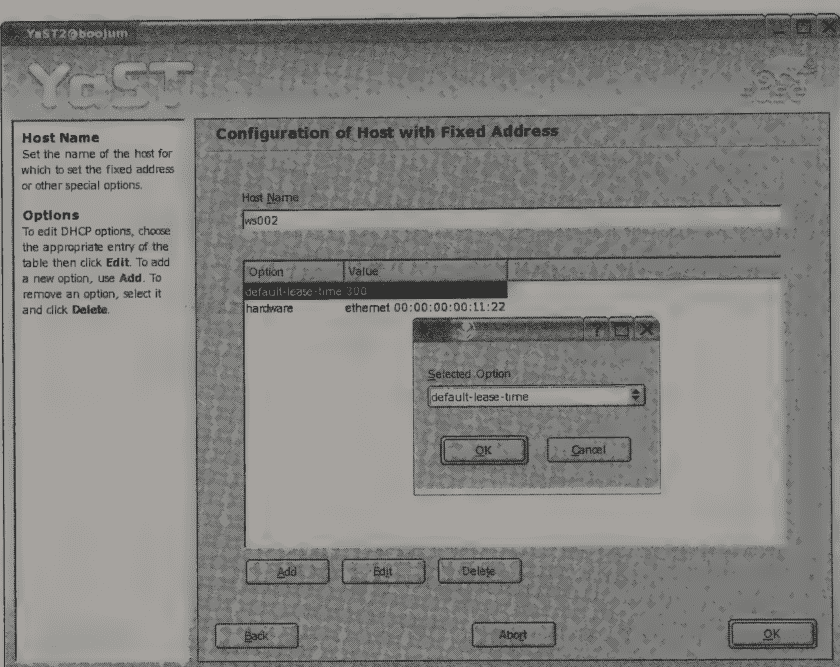 YaST2@boojum
YaST
Host Name
Set the name of the host for
which to set the fixed address
or other special options.
Options
To edit DHCP options, choose
the appropriate entry of the
table then click Edit. To add
a new option, use Add. To
remove an option, select it
and click Delete.
Configuration of Host with Fixed Address
Host Name
ws002
Option Value
default-lease-time 300
hardware ethernet 00:00:00:00:11:22
Selected Option
default-lease-time
OK Cancel
Add Edit Delete
Back Abort OK